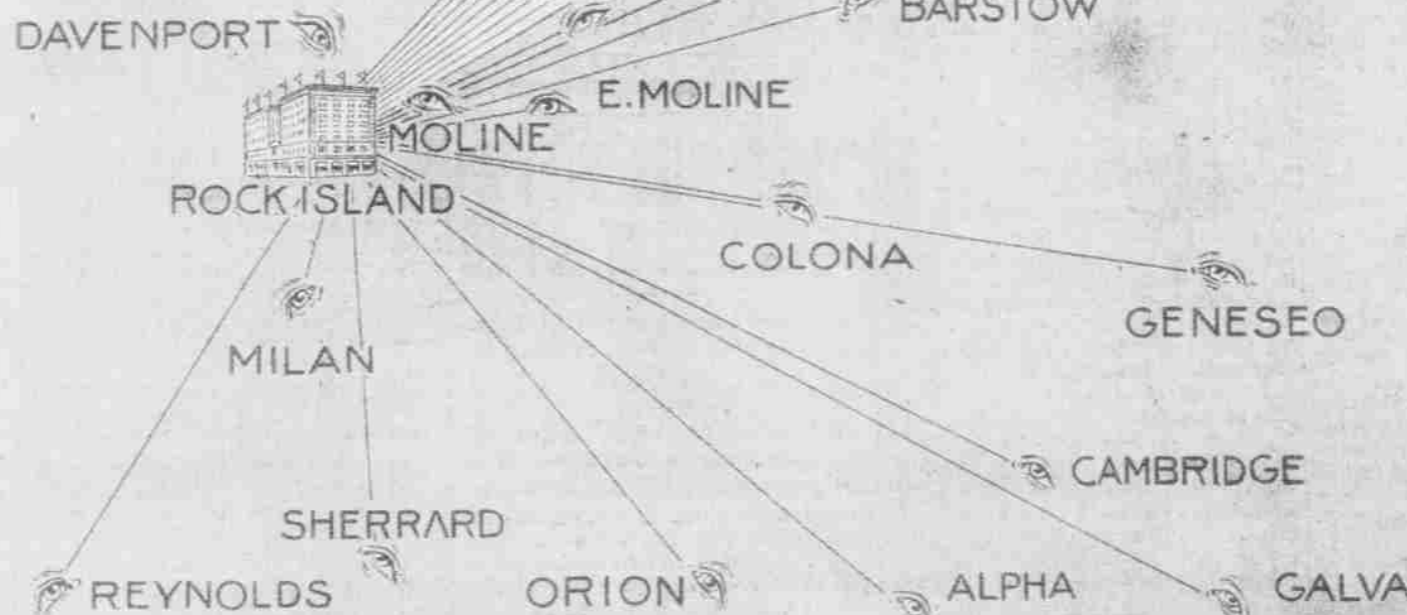 BARSTOW
DAVENPORT
E.MOLINE
MOLINE
ROCK ISLAND
COLONA
GENESEO
MILAN
CAMBRIDGE
SHERRARD
REYNOLDS
ORION
ALPHA
GALVA